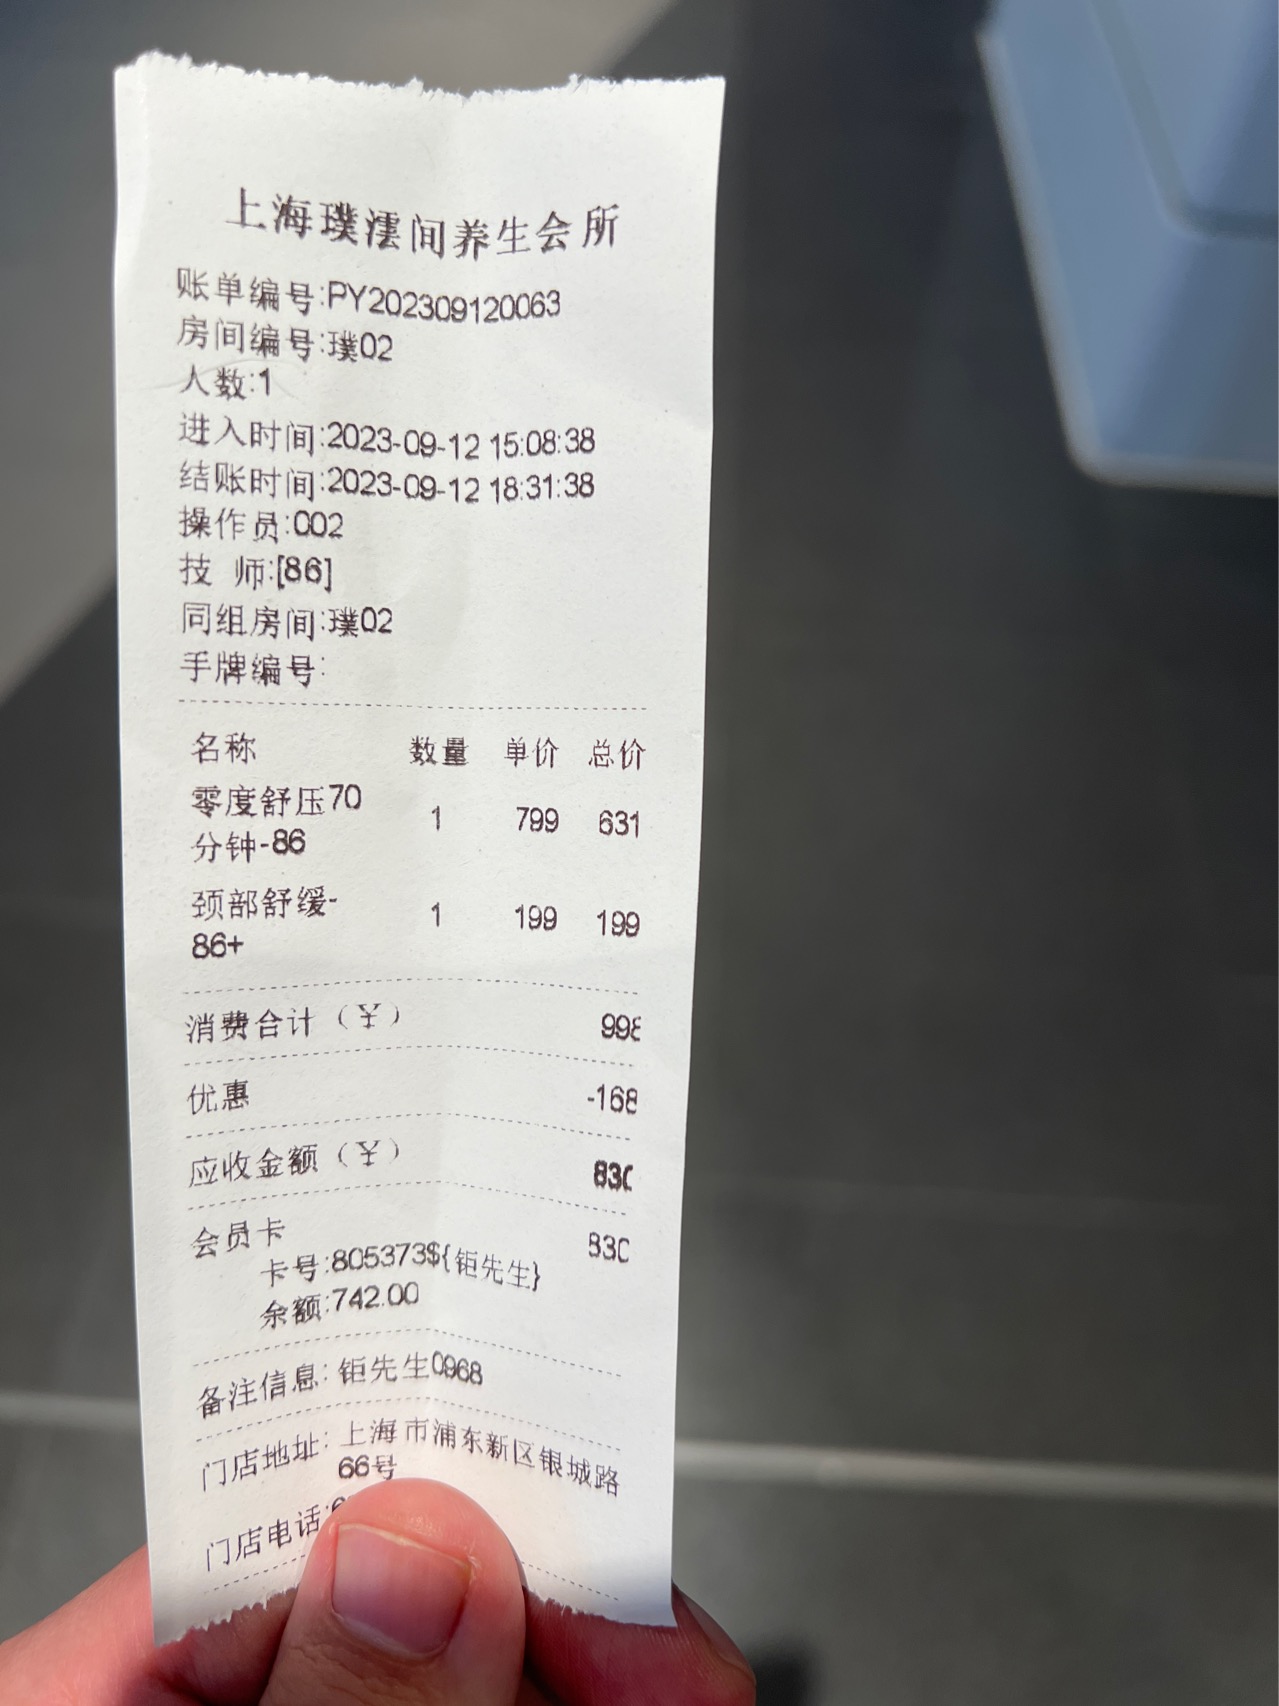 上海璞澐间养生会所
账单编号:PY202309120063
房间编号:璞02
人数:1
进入时间:2023-09-12 15:08:38
结账时间:2023-09-12 18:31:38
操作员:002
技 师:[86]
同组房间:璞02
手牌编号:
名称 数量 单价 总价
零度舒压70
分钟-86 1 799 631
颈部舒缓-
86+ 1 199 199
消费合计（￥） 998
优惠 -168
应收金额（￥） 830
会员卡 830
卡号:805373${钜先生}
余额:742.00
备注信息: 钜先生0968
门店地址: 上海市浦东新区银城路
66号
门店电话: